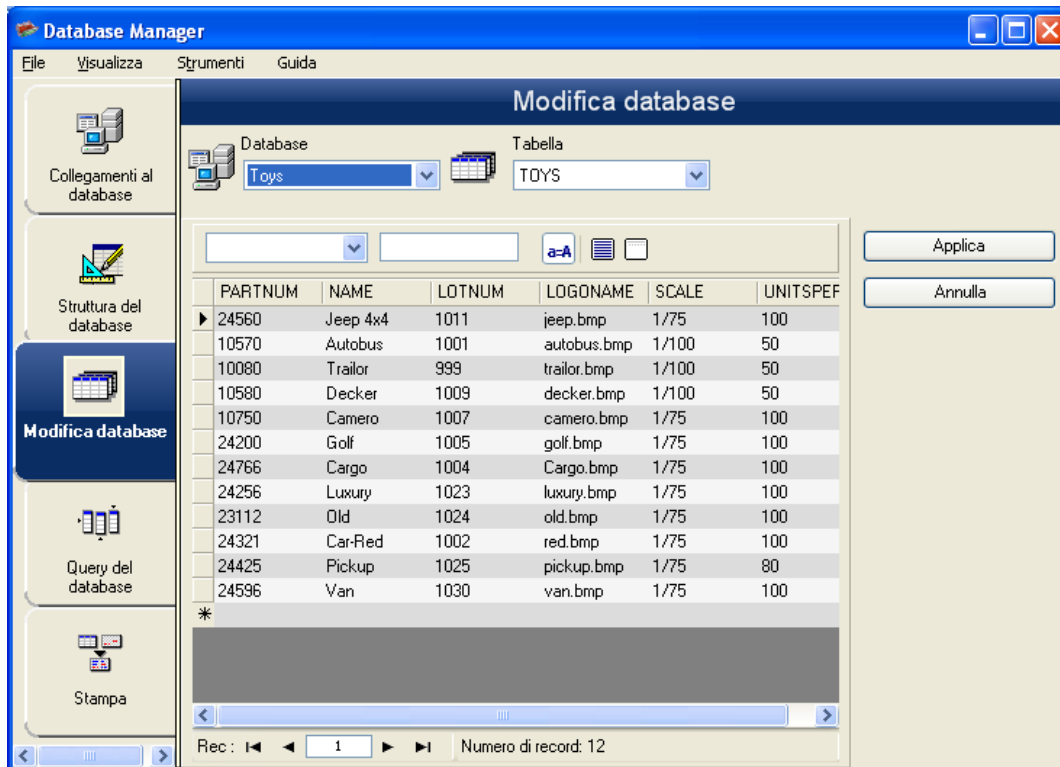 Database Manager
File Visualizza Strumenti Guida
Modifica database
Collegamenti al database
Struttura del database
Modifica database
Query del database
Stampa
Database
Toys
Tabella
TOYS
a=A
Applica
Annulla
PARTNUM NAME LOTNUM LOGONAME SCALE UNITSPER
24560 Jeep 4x4 1011 jeep.bmp 1/75 100
10570 Autobus 1001 autobus.bmp 1/100 50
10080 Trailor 999 trailor.bmp 1/100 50
10580 Decker 1009 decker.bmp 1/100 50
10750 Camero 1007 camero.bmp 1/75 100
24200 Golf 1005 golf.bmp 1/75 100
24766 Cargo 1004 Cargo.bmp 1/75 100
24256 Luxury 1023 luxury.bmp 1/75 100
23112 Old 1024 old.bmp 1/75 100
24321 Car-Red 1002 red.bmp 1/75 100
24425 Pickup 1025 pickup.bmp 1/75 80
24596 Van 1030 van.bmp 1/75 100
Rec : 1 Numero di record: 12